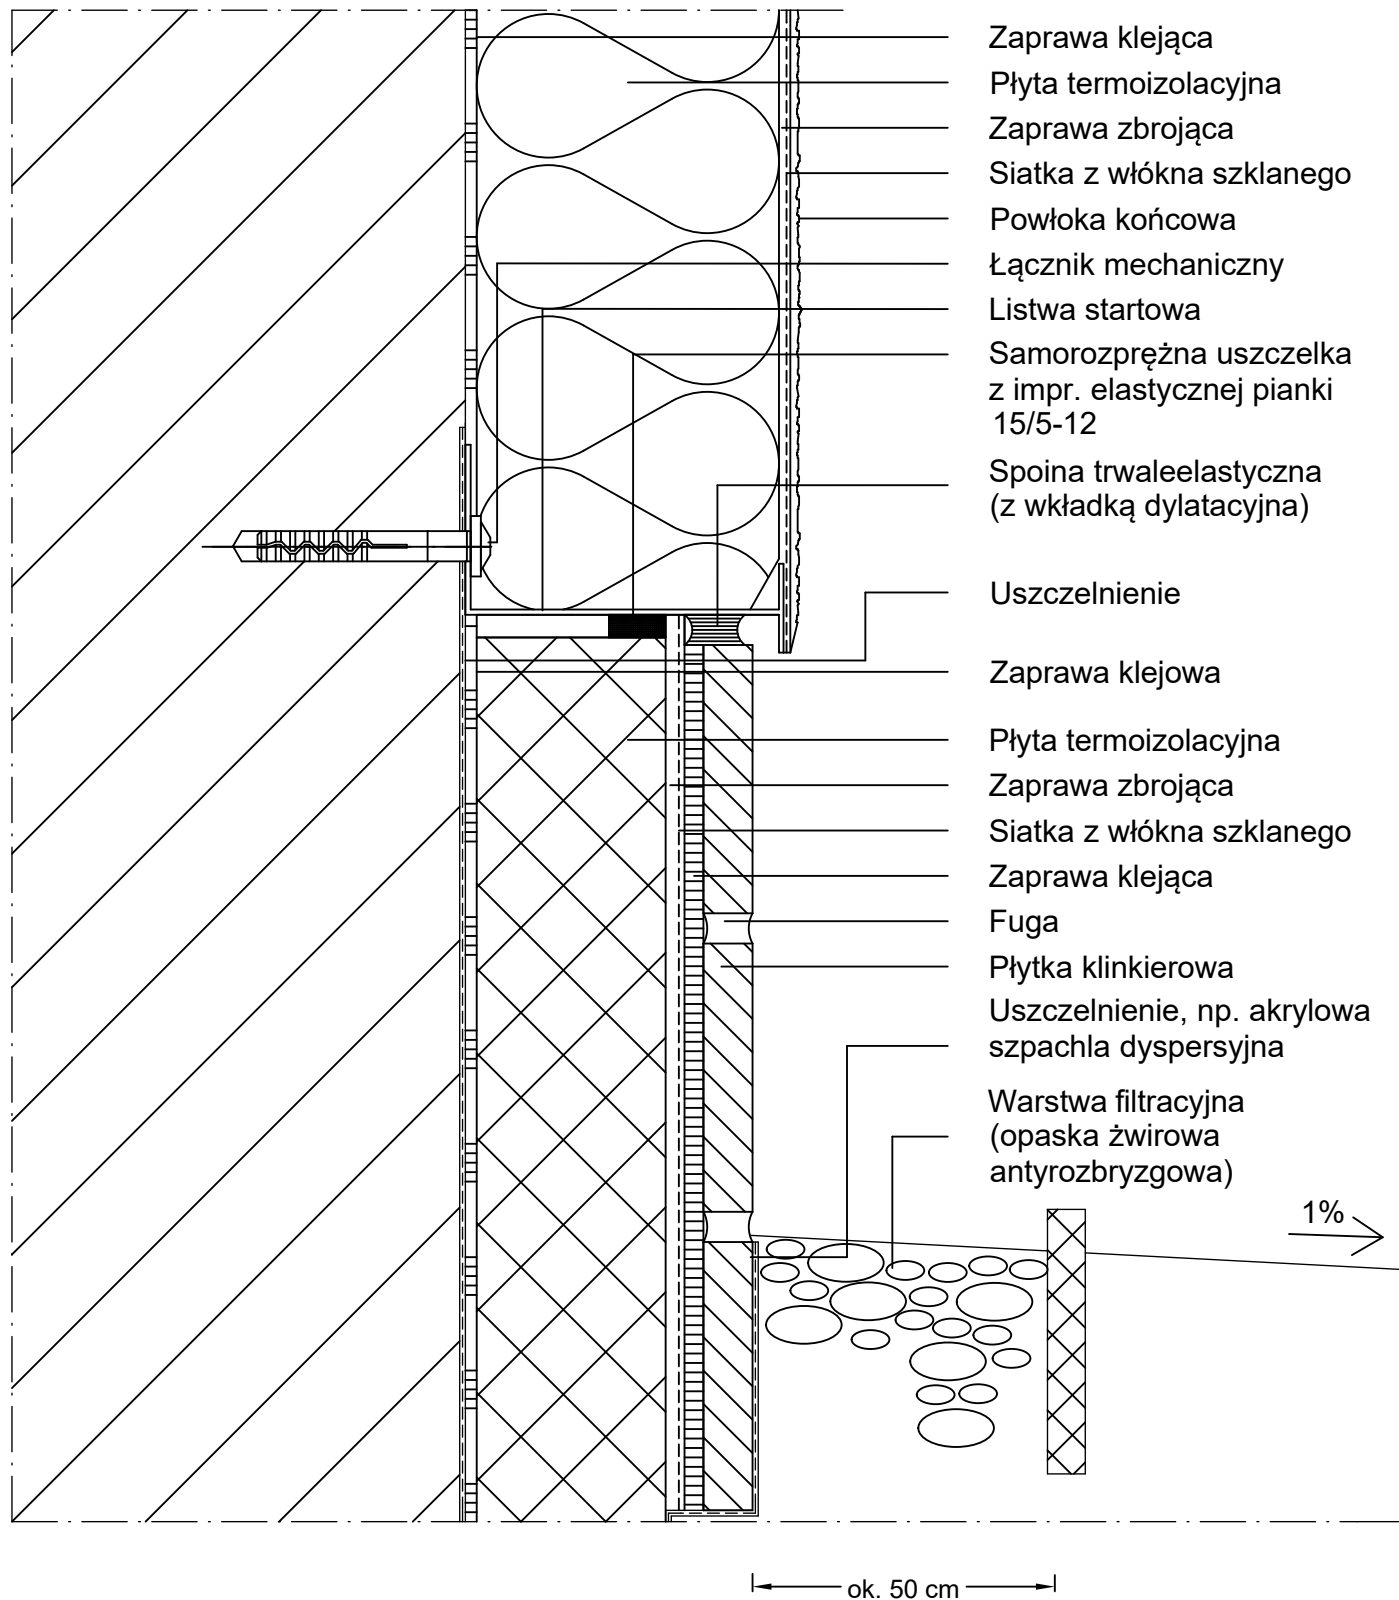 Zaprawa klejąca
Płyta termoizolacyjna
Zaprawa zbrojąca
Siatka z włókna szklanego
Powłoka końcowa
Łącznik mechaniczny
Listwa startowa
Samorozprężna uszczelka
z impr. elastycznej pianki
15/5-12
Spoina trwaleelastyczna
(z wkładką dylatacyjna)
Uszczelnienie
Zaprawa klejowa
Płyta termoizolacyjna
Zaprawa zbrojąca
Siatka z włókna szklanego
Zaprawa klejąca
Fuga
Płytka klinkierowa
Uszczelnienie, np. akrylowa
szpachla dyspersyjna
Warstwa filtracyjna
(opaska żwirowa
antyrozbryzgowa)
1%
ok. 50 cm